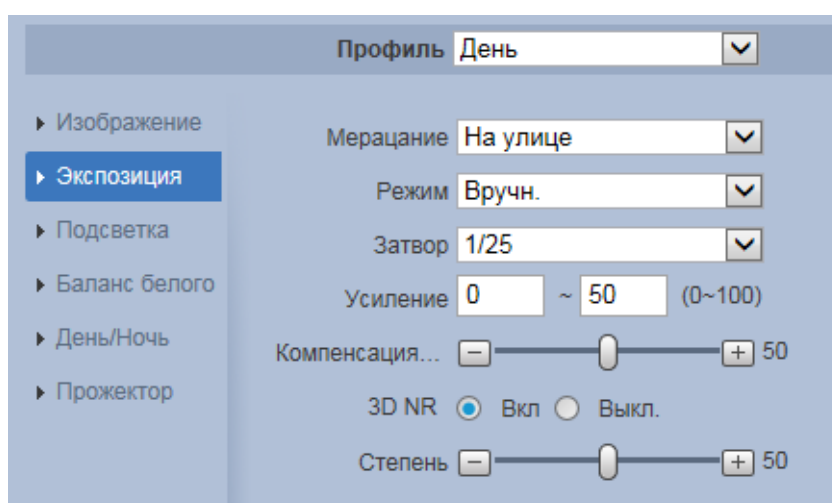 Профиль День
Изображение
Экспозиция
Подсветка
Баланс белого
День/Ночь
Прожектор
Мерацание На улице
Режим Вручн.
Затвор 1/25
Усиление 0 ~ 50 (0~100)
Компенсация... 50
3D NR Вкл Выкл.
Степень 50